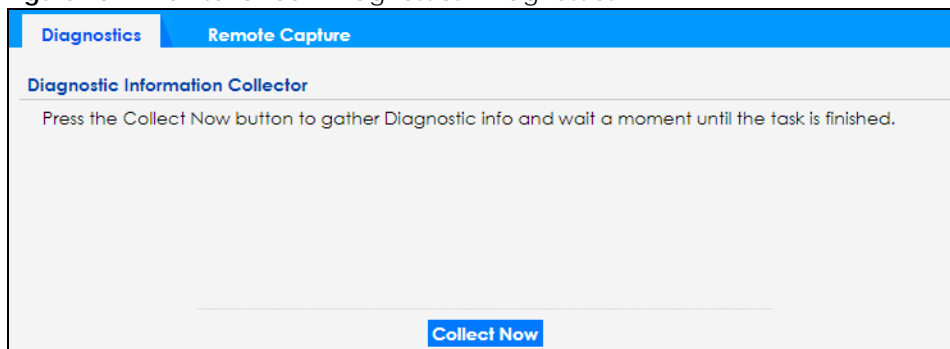 Diagnostics Remote Capture
Diagnostic Information Collector
Press the Collect Now button to gather Diagnostic info and wait a moment until the task is finished.
Collect Now